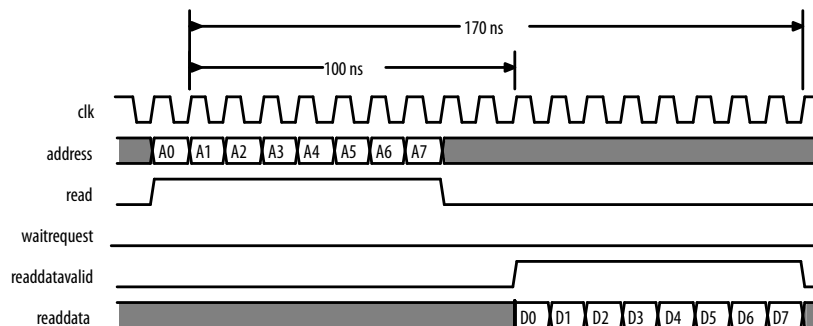 170 ns
100 ns
clk
address A0 A1 A2 A3 A4 A5 A6 A7
read
waitrequest
readdatavalid
readdata D0 D1 D2 D3 D4 D5 D6 D7